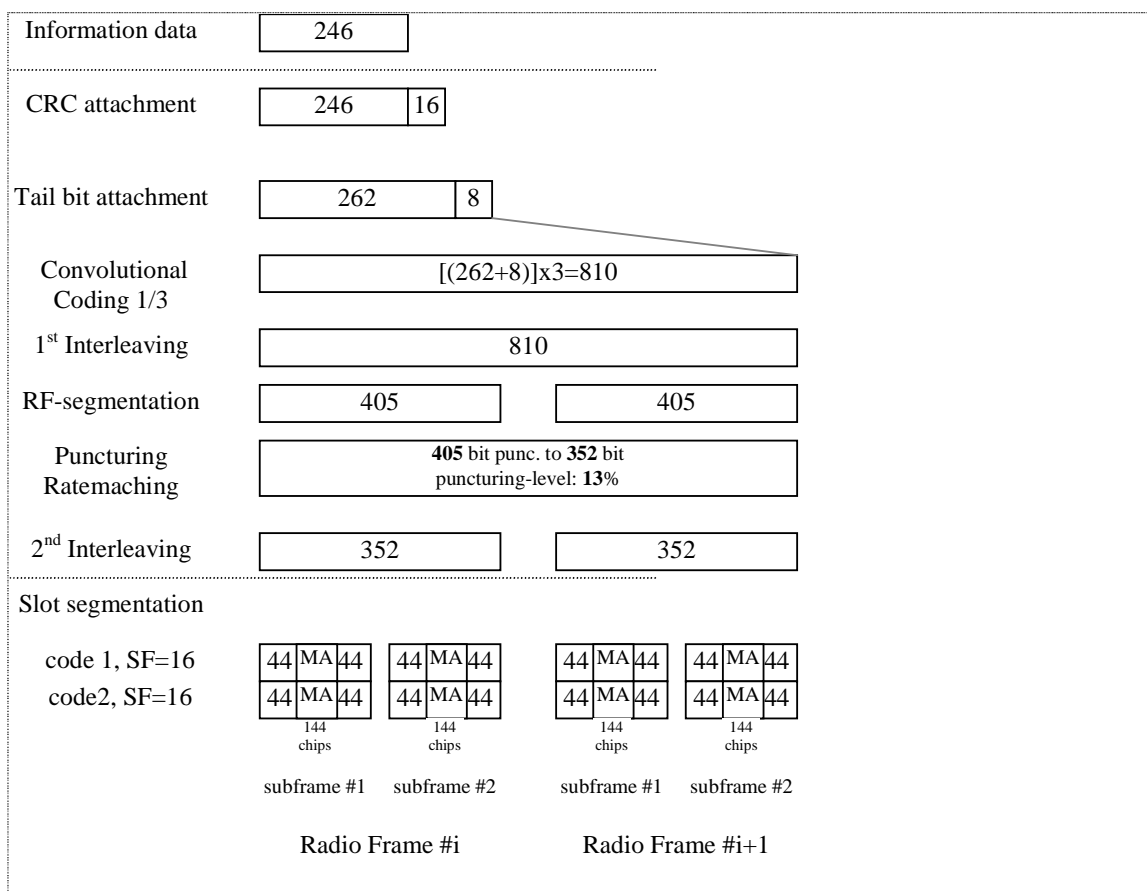 Information data 246
CRC attachment 246 16
Tail bit attachment 262 8
Convolutional
Coding 1/3
[(262+8)]x3=810
1st Interleaving 810
RF-segmentation 405 405
Puncturing
Ratemaching
405 bit punc. to 352 bit
puncturing-level: 13%
2nd Interleaving 352 352
Slot segmentation
code 1, SF=16 44 MA 44 44 MA 44 44 MA 44 44 MA 44
code2, SF=16 44 MA 44 44 MA 44 44 MA 44 44 MA 44
144 144 144 144
chips chips chips chips
subframe #1 subframe #2 subframe #1 subframe #2
Radio Frame #i Radio Frame #i+1